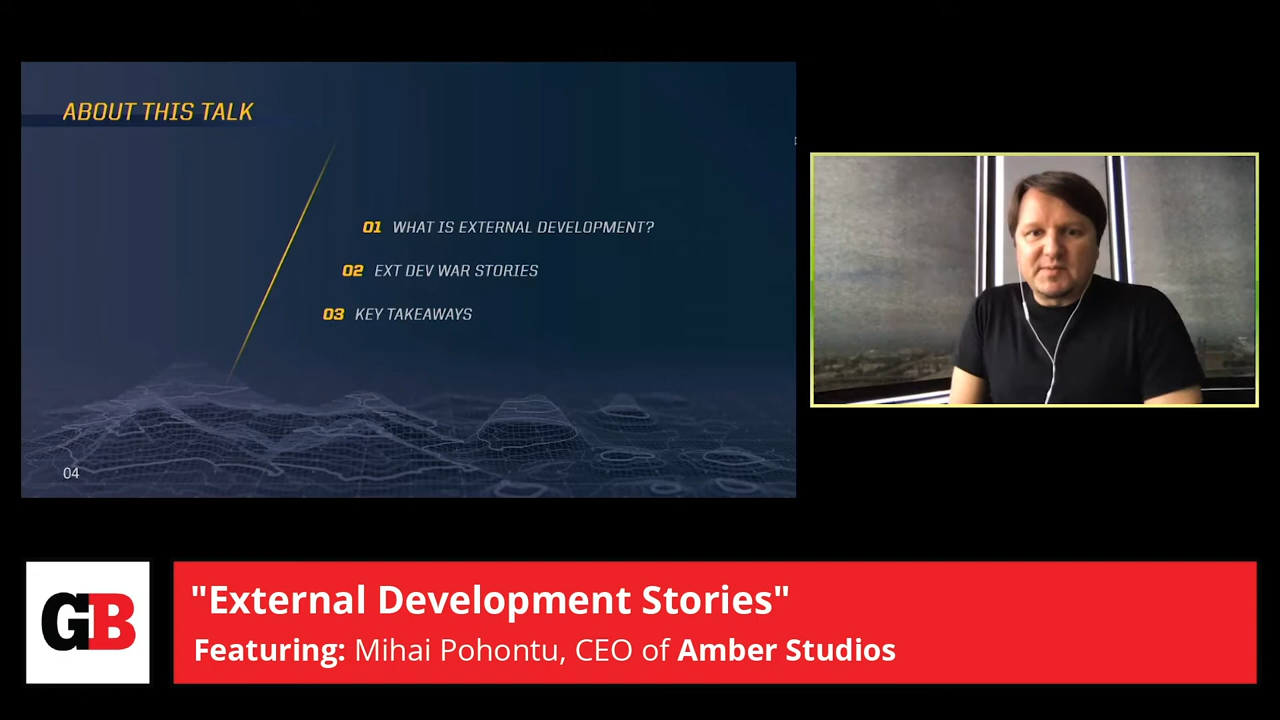 ABOUT THIS TALK
01 WHAT IS EXTERNAL DEVELOPMENT?
02 EXT DEV WAR STORIES
03 KEY TAKEAWAYS
04
GB
"External Development Stories"
Featuring: Mihai Pohontu, CEO of Amber Studios